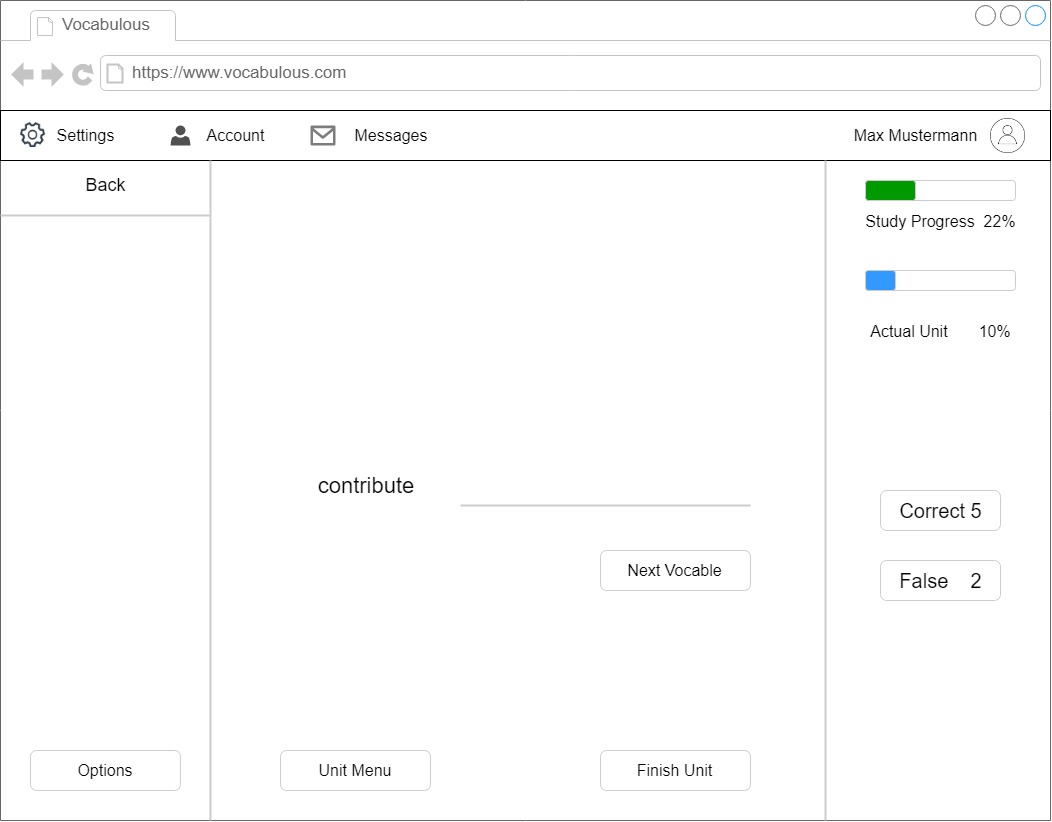 Vocabulous
https://www.vocabulous.com
Settings
Account
Messages
Max Mustermann
Back
Study Progress 22%
Actual Unit 10%
contribute
Next Vocable
Correct 5
False 2
Options
Unit Menu
Finish Unit